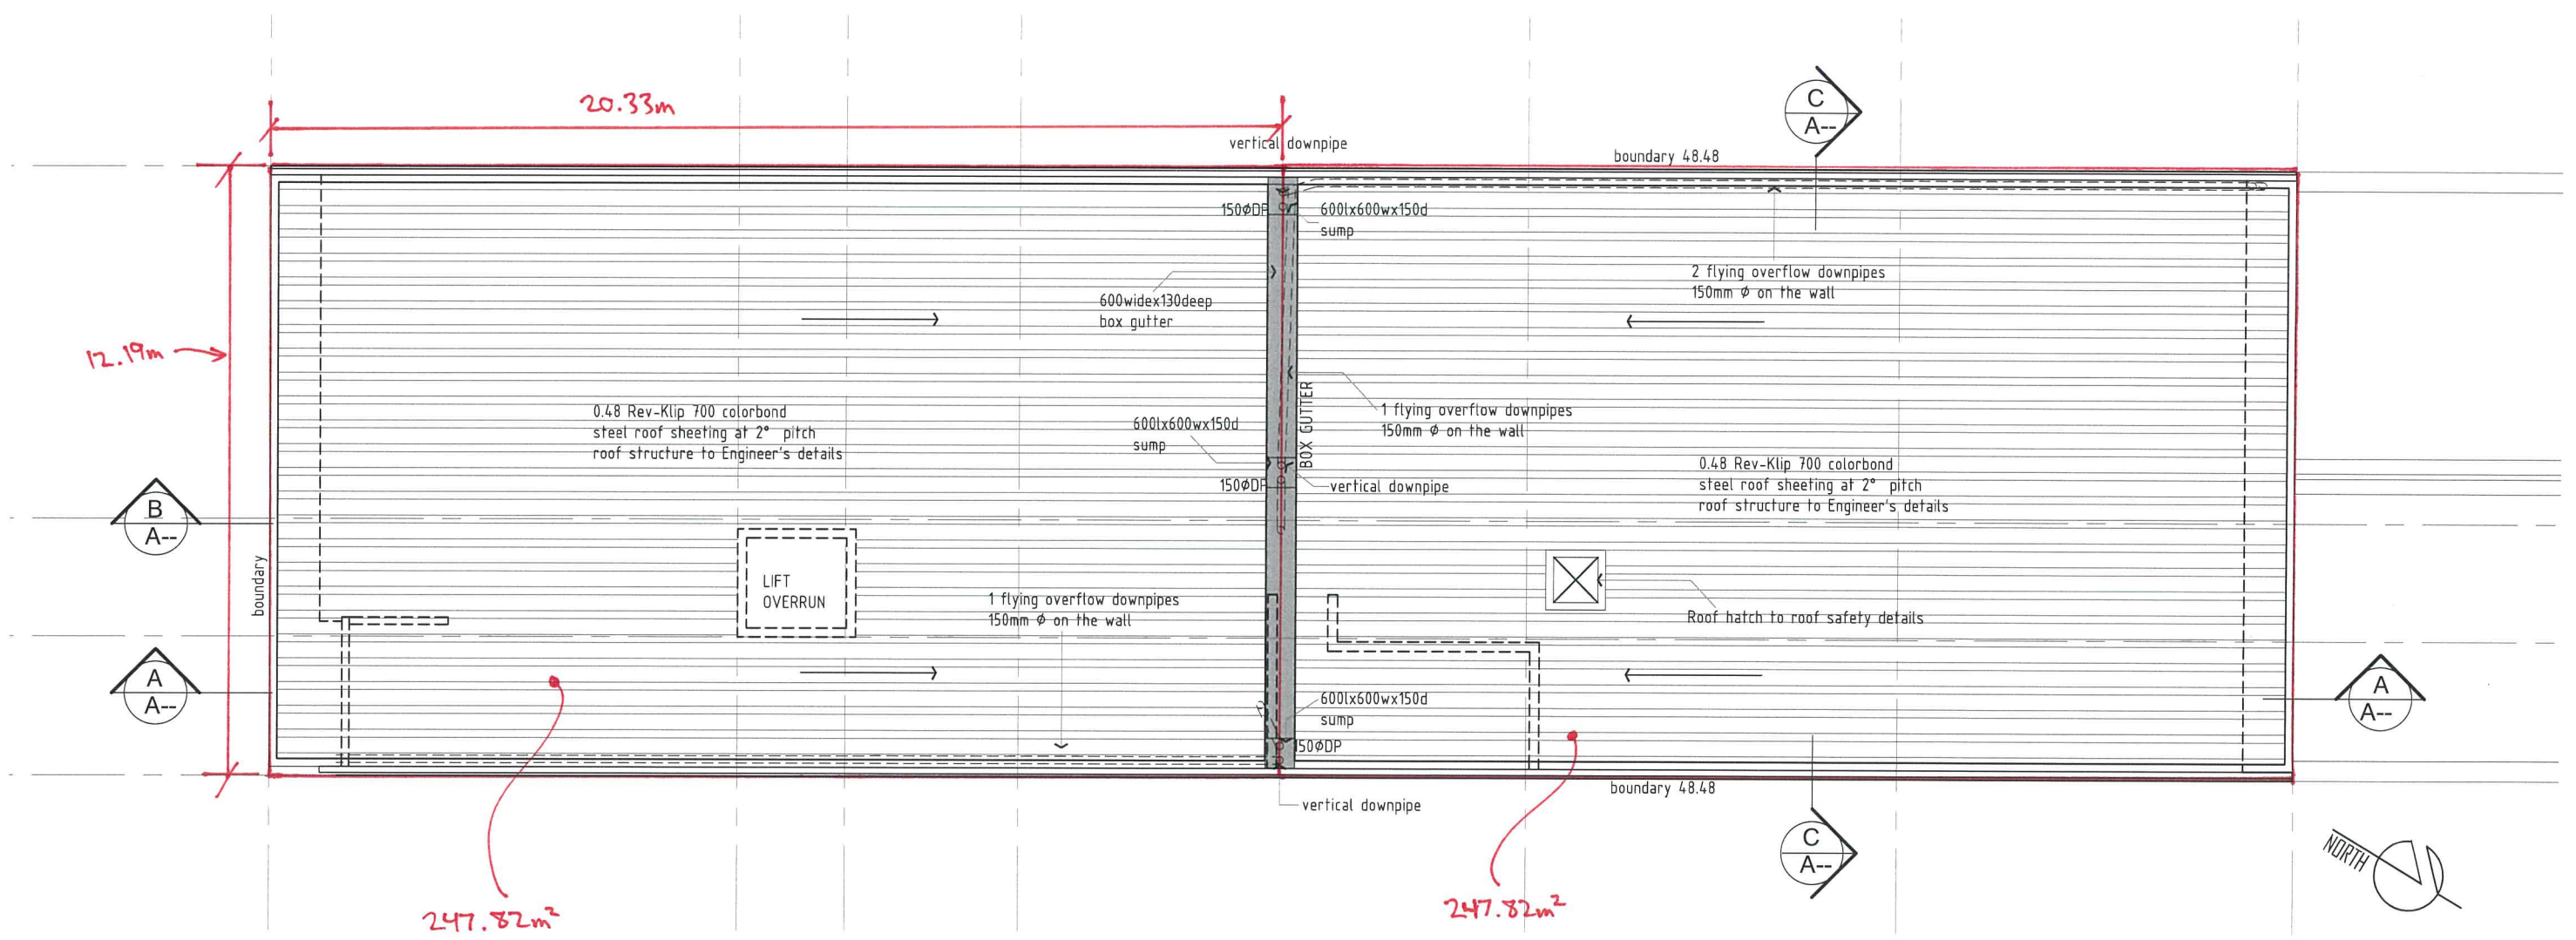 20.33m
C
A--
vertical downpipe
boundary 48.48
150ØDP
600lx600wx150d
sump
2 flying overflow downpipes
150mm Ø on the wall
600widex130deep
box gutter
12.19m
BOX GUTTER
0.48 Rev-Klip 700 colorbond
steel roof sheeting at 2° pitch
roof structure to Engineer's details
600lx600wx150d
sump
1 flying overflow downpipes
150mm Ø on the wall
150ØDP
vertical downpipe
0.48 Rev-Klip 700 colorbond
steel roof sheeting at 2° pitch
roof structure to Engineer's details
B
A--
boundary
LIFT
OVERRUN
1 flying overflow downpipes
150mm Ø on the wall
Roof hatch to roof safety details
A
A--
600lx600wx150d
sump
150ØDP
A
A--
boundary 48.48
vertical downpipe
C
A--
NORTH
247.82m²
247.82m²